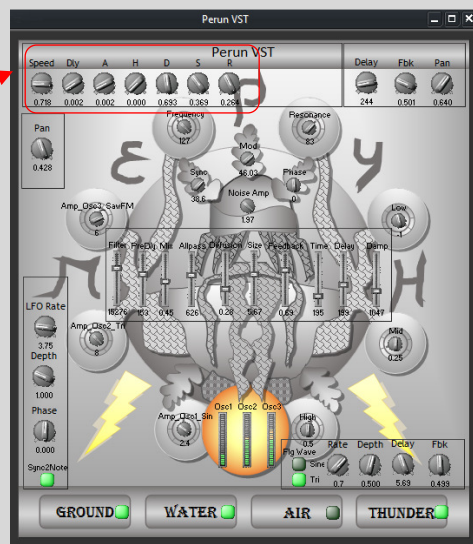 Perun VST
Perun VST
Speed Dly A H D S R
0.718 0.002 0.002 0.000 0.693 0.369 0.264
Delay Fbk Pan
244 0.501 0.640
Pan
0.428
Frequency
127
Resonance
83
Mod
46.03
Sync
38.6
Phase
0
Noise Amp
1.97
Amp_Osc3_SawFM
6
Low
-1
Filter PreDly Mix Allpass Diffusion Size Feedback Time Delay Damp
18276 153 0.45 626 0.28 5.67 0.69 195 199 1047
LFO Rate
3.75
Depth
1.000
Phase
0.000
Sync2Note
Amp_Osc2_Tri
8
Mid
0.25
Amp_Osc1_Sin
2.4
Osc1 Osc2 Osc3
High
0.5
Flg Wave
Sine
Tri
Rate Depth Delay Fbk
0.7 0.500 5.69 0.499
GROUND WATER AIR THUNDER